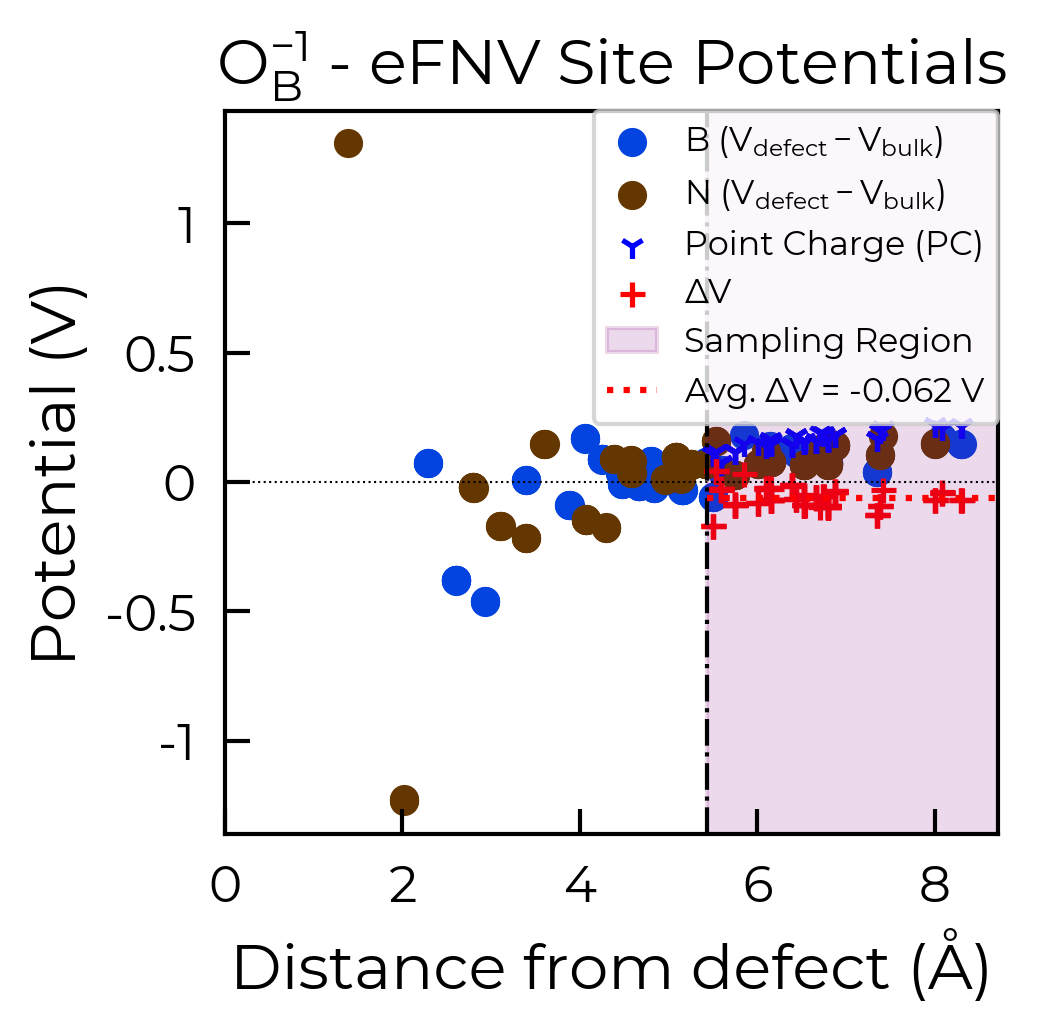 O_B^{−1} - eFNV Site Potentials
B (V_defect − V_bulk)
N (V_defect − V_bulk)
Point Charge (PC)
ΔV
Sampling Region
Avg. ΔV = -0.062 V
Potential (V)
1
0.5
0
-0.5
-1
0 2 4 6 8
Distance from defect (Å)